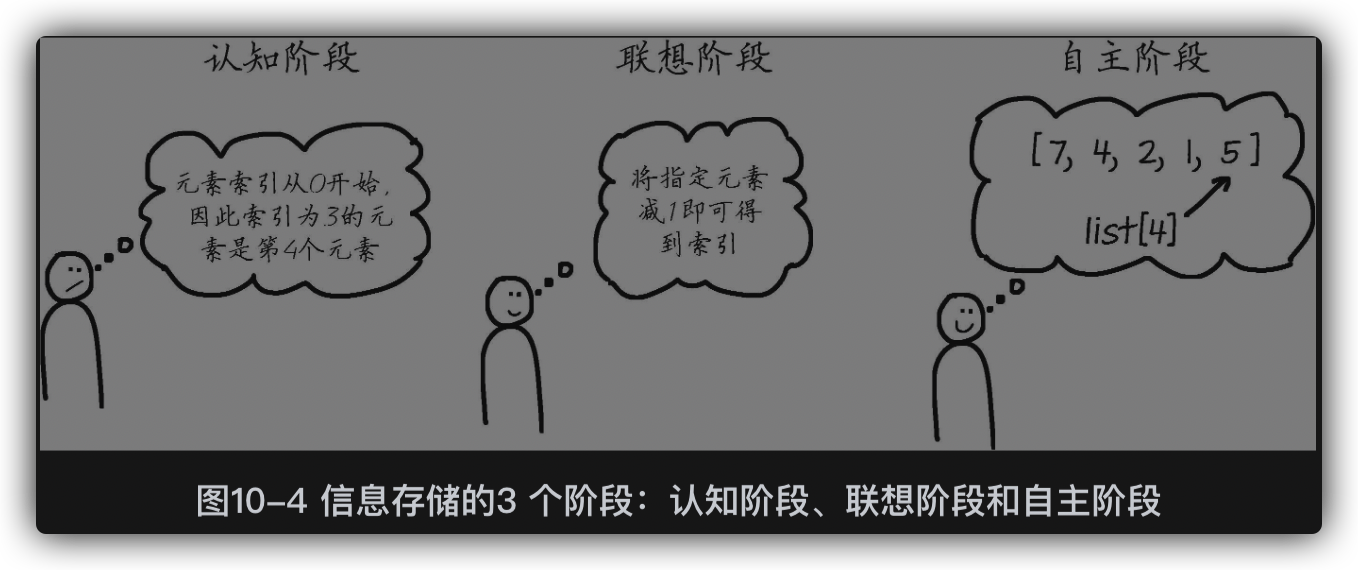 认知阶段
联想阶段
自主阶段
元素索引从0开始,
因此索引为3的元
素是第4个元素
将指定元素
减1即可得
到索引
[7, 4, 2, 1, 5]
list[4]
图10-4 信息存储的3 个阶段：认知阶段、联想阶段和自主阶段